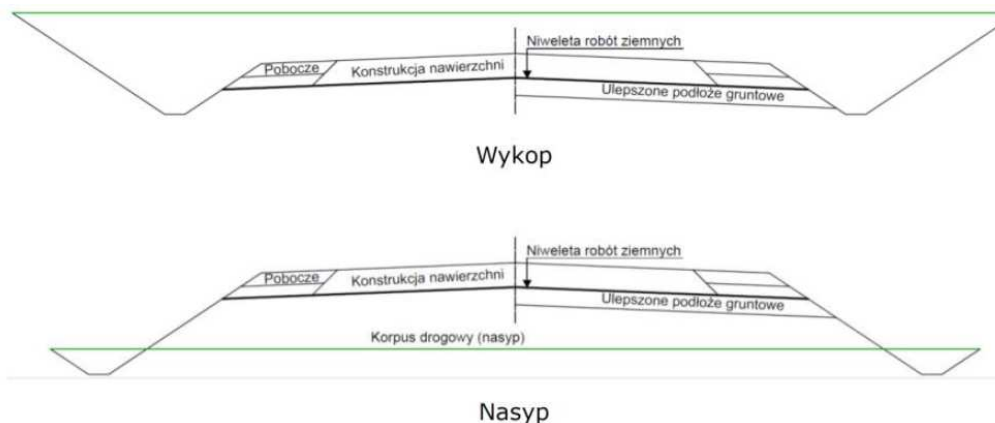 Niweleta robót ziemnych
Pobocze
Konstrukcja nawierzchni
Ulepszone podłoże gruntowe
Wykop
Niweleta robót ziemnych
Pobocze
Konstrukcja nawierzchni
Ulepszone podłoże gruntowe
Korpus drogowy (nasyp)
Nasyp